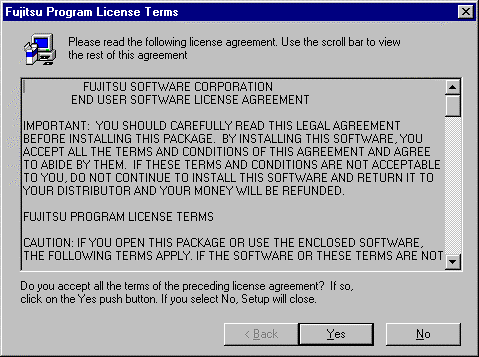 Fujitsu Program License Terms
Please read the following license agreement. Use the scroll bar to view
the rest of this agreement
FUJITSU SOFTWARE CORPORATION
END USER SOFTWARE LICENSE AGREEMENT
IMPORTANT: YOU SHOULD CAREFULLY READ THIS LEGAL AGREEMENT
BEFORE INSTALLING THIS PACKAGE. BY INSTALLING THIS SOFTWARE, YOU
ACCEPT ALL THE TERMS AND CONDITIONS OF THIS AGREEMENT AND AGREE
TO ABIDE BY THEM. IF THESE TERMS AND CONDITIONS ARE NOT ACCEPTABLE
TO YOU, DO NOT CONTINUE TO INSTALL THIS SOFTWARE AND RETURN IT TO
YOUR DISTRIBUTOR AND YOUR MONEY WILL BE REFUNDED.
FUJITSU PROGRAM LICENSE TERMS
CAUTION: IF YOU OPEN THIS PACKAGE OR USE THE ENCLOSED SOFTWARE,
THE FOLLOWING TERMS APPLY. IF THE SOFTWARE OR THESE TERMS ARE NOT
Do you accept all the terms of the preceding license agreement? If so,
click on the Yes push button. If you select No, Setup will close.
< Back Yes No